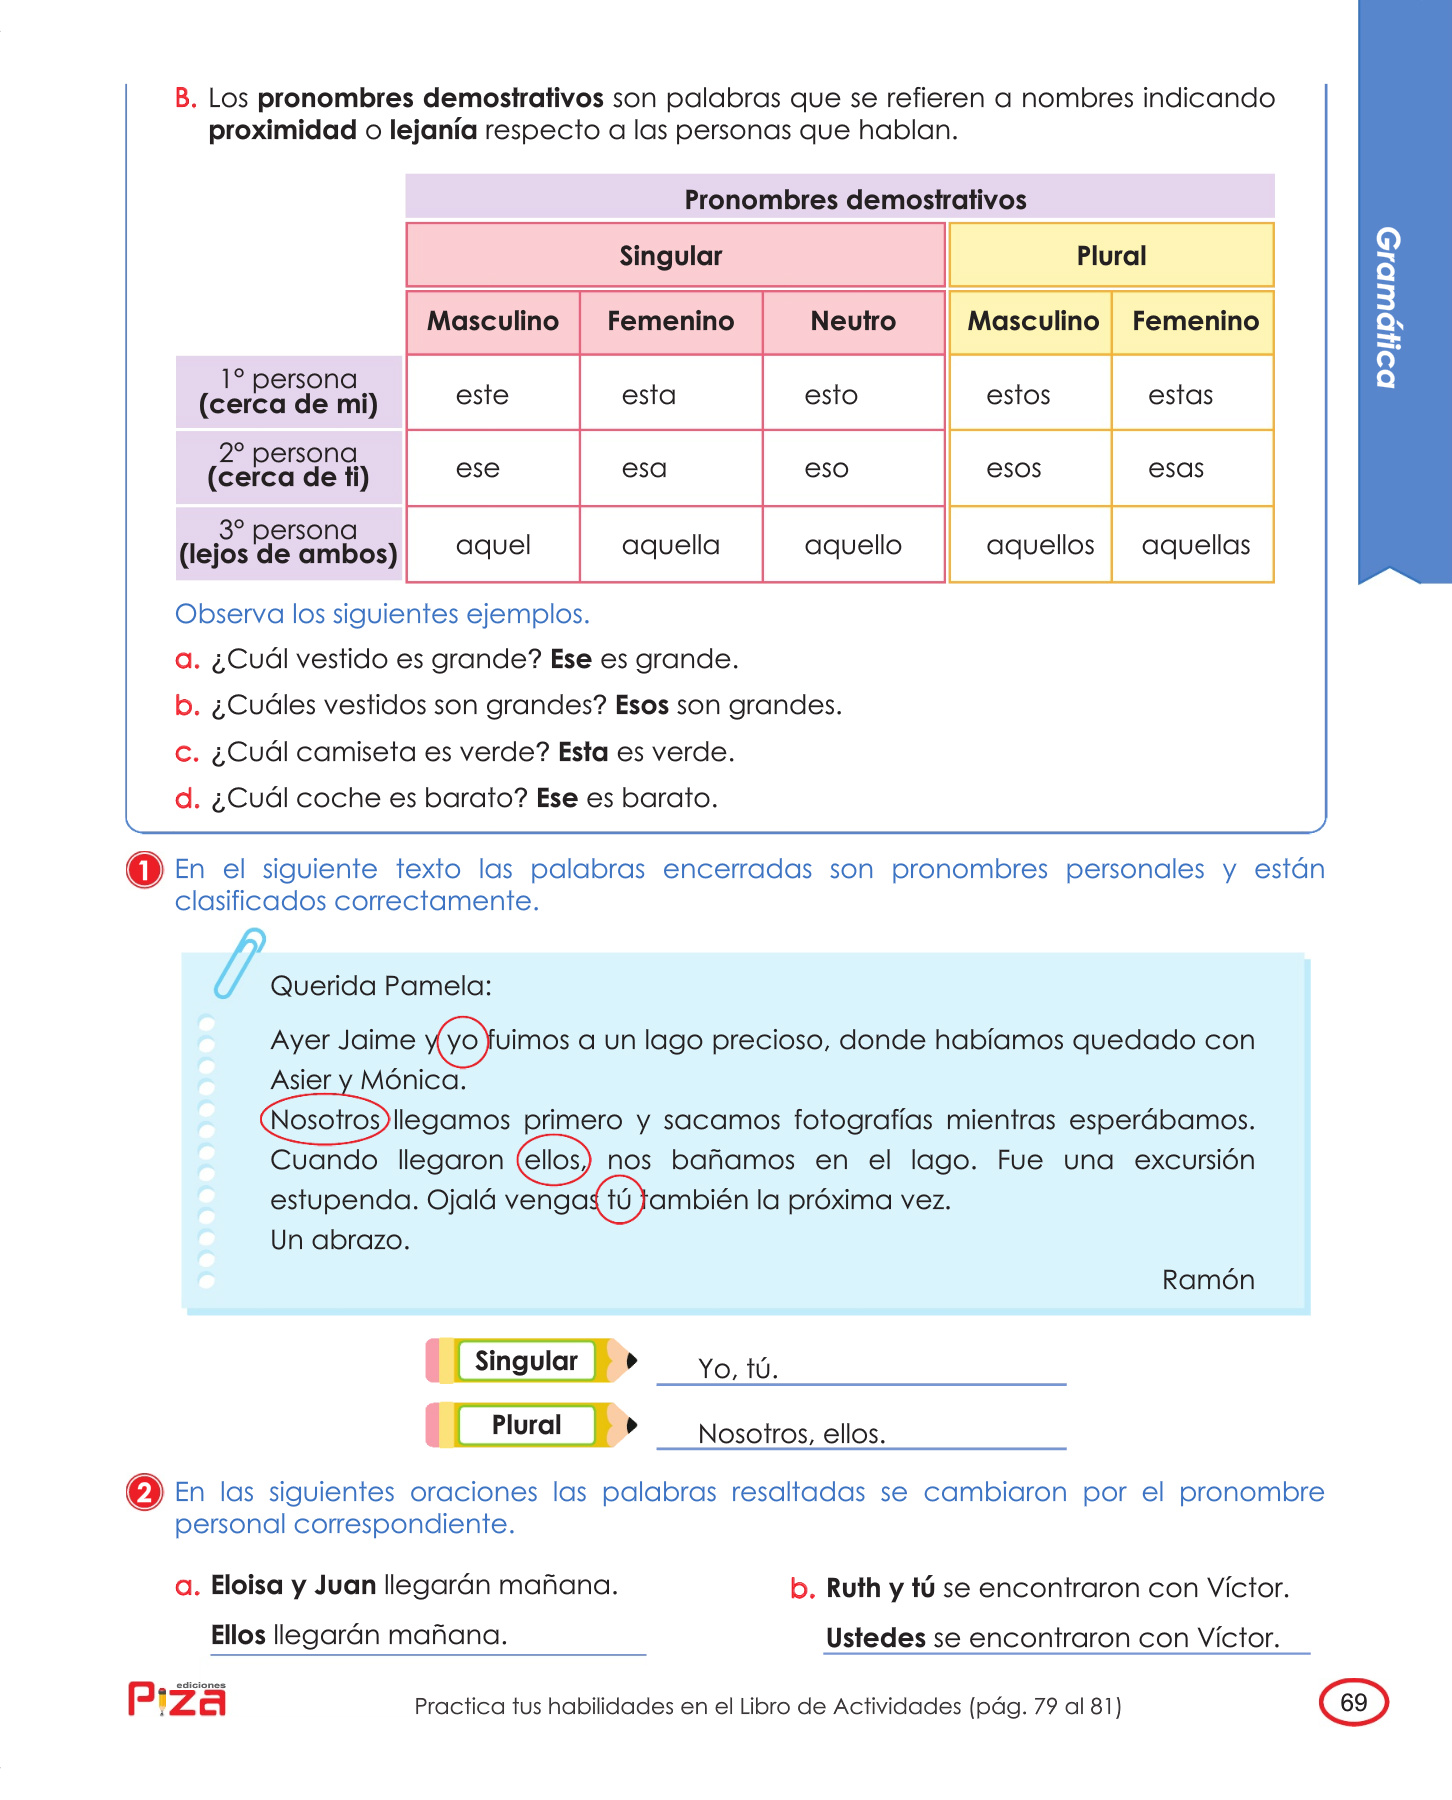 B. Los pronombres demostrativos son palabras que se refieren a nombres indicando
proximidad o lejanía respecto a las personas que hablan.
Pronombres demostrativos
Singular Plural
Masculino Femenino Neutro Masculino Femenino
1° persona
(cerca de mi)
este esta esto estos estas
2° persona
(cerca de ti)
ese esa eso esos esas
3° persona
(lejos de ambos)
aquel aquella aquello aquellos aquellas
Observa los siguientes ejemplos.
a. ¿Cuál vestido es grande? Ese es grande.
b. ¿Cuáles vestidos son grandes? Esos son grandes.
c. ¿Cuál camiseta es verde? Esta es verde.
d. ¿Cuál coche es barato? Ese es barato.
Gramática
1 En el siguiente texto las palabras encerradas son pronombres personales y están
clasificados correctamente.
Querida Pamela:
Ayer Jaime y yo fuimos a un lago precioso, donde habíamos quedado con
Asier y Mónica.
Nosotros llegamos primero y sacamos fotografías mientras esperábamos.
Cuando llegaron ellos, nos bañamos en el lago. Fue una excursión
estupenda. Ojalá vengas tú también la próxima vez.
Un abrazo.
Ramón
Singular Yo, tú.
Plural Nosotros, ellos.
2 En las siguientes oraciones las palabras resaltadas se cambiaron por el pronombre
personal correspondiente.
a. Eloisa y Juan llegarán mañana.
Ellos llegarán mañana.
b. Ruth y tú se encontraron con Víctor.
Ustedes se encontraron con Víctor.
ediciones
Piza
Practica tus habilidades en el Libro de Actividades (pág. 79 al 81)
69